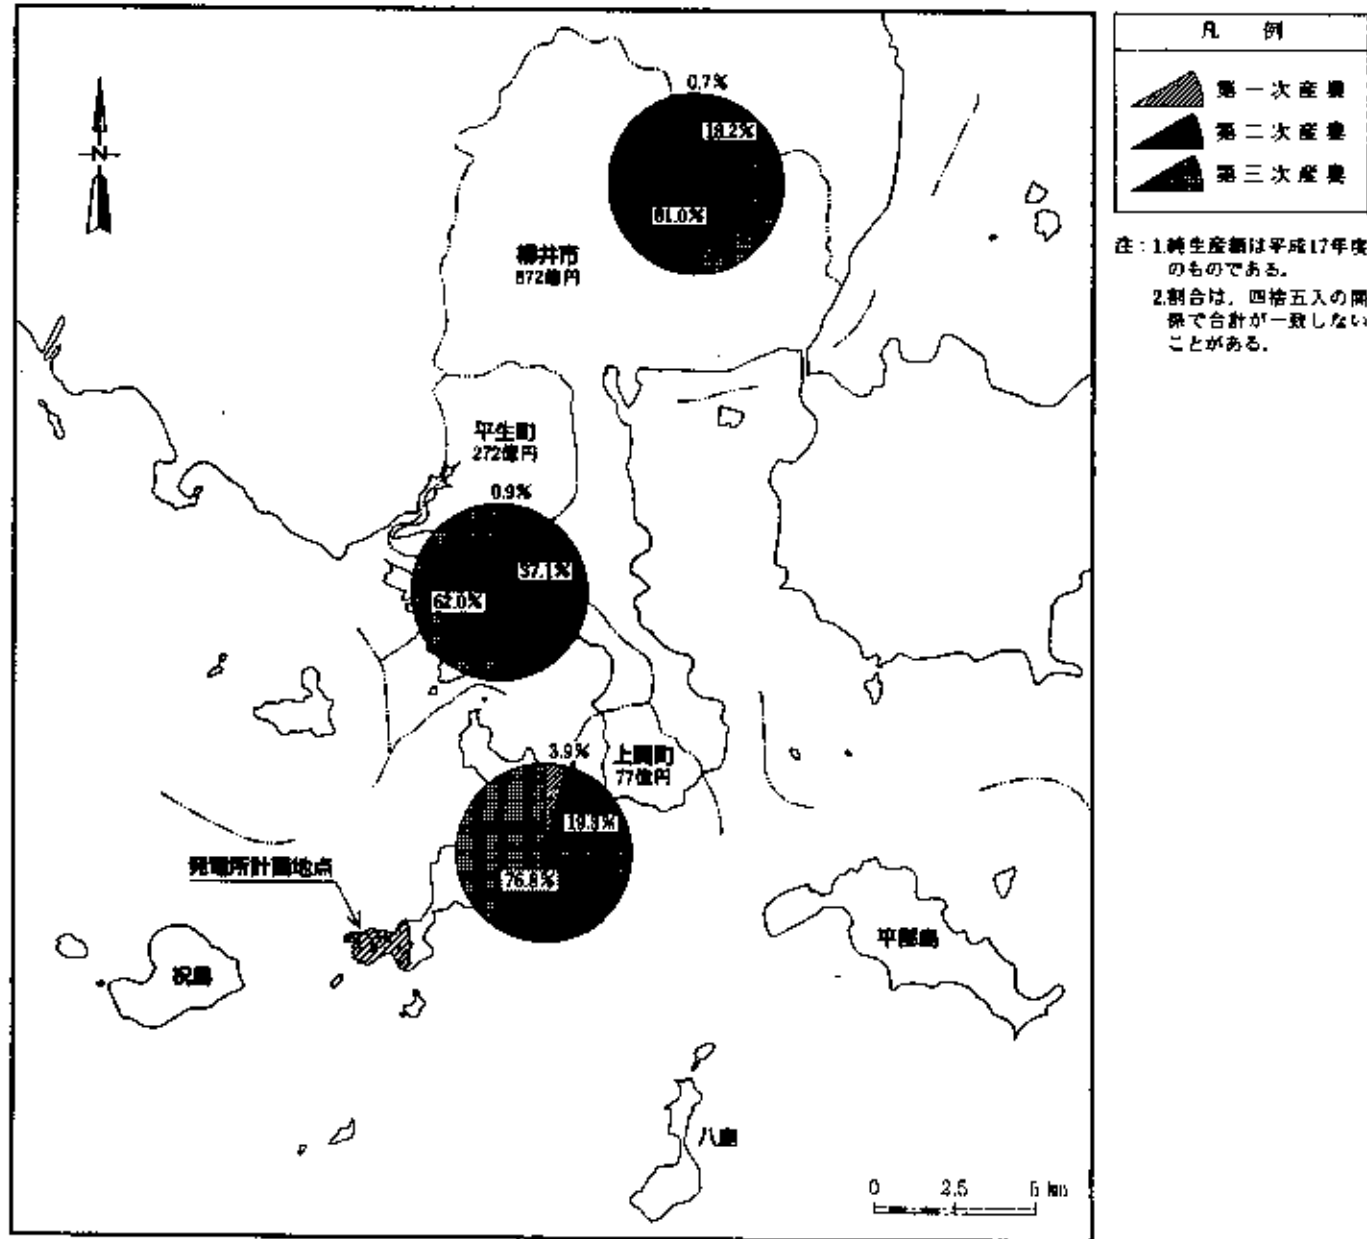 凡 例
第一次産業
第二次産業
第三次産業
注：1.純生産額は平成17年度
のものである。
2.割合は、四捨五入の関
係で合計が一致しない
ことがある。
N
0.7%
18.2%
81.0%
柳井市
872億円
平生町
272億円
0.9%
37.1%
62.0%
上関町
77億円
3.9%
19.3%
76.8%
発電所計画地点
祝島
平郡島
八島
0 2.5 5 km